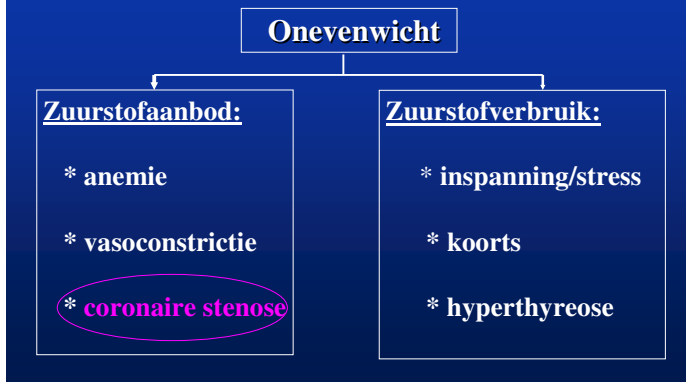 Onevenwicht
Zuurstofaanbod:
* anemie
* vasoconstrictie
* coronaire stenose
Zuurstofverbruik:
* inspanning/stress
* koorts
* hyperthyreose